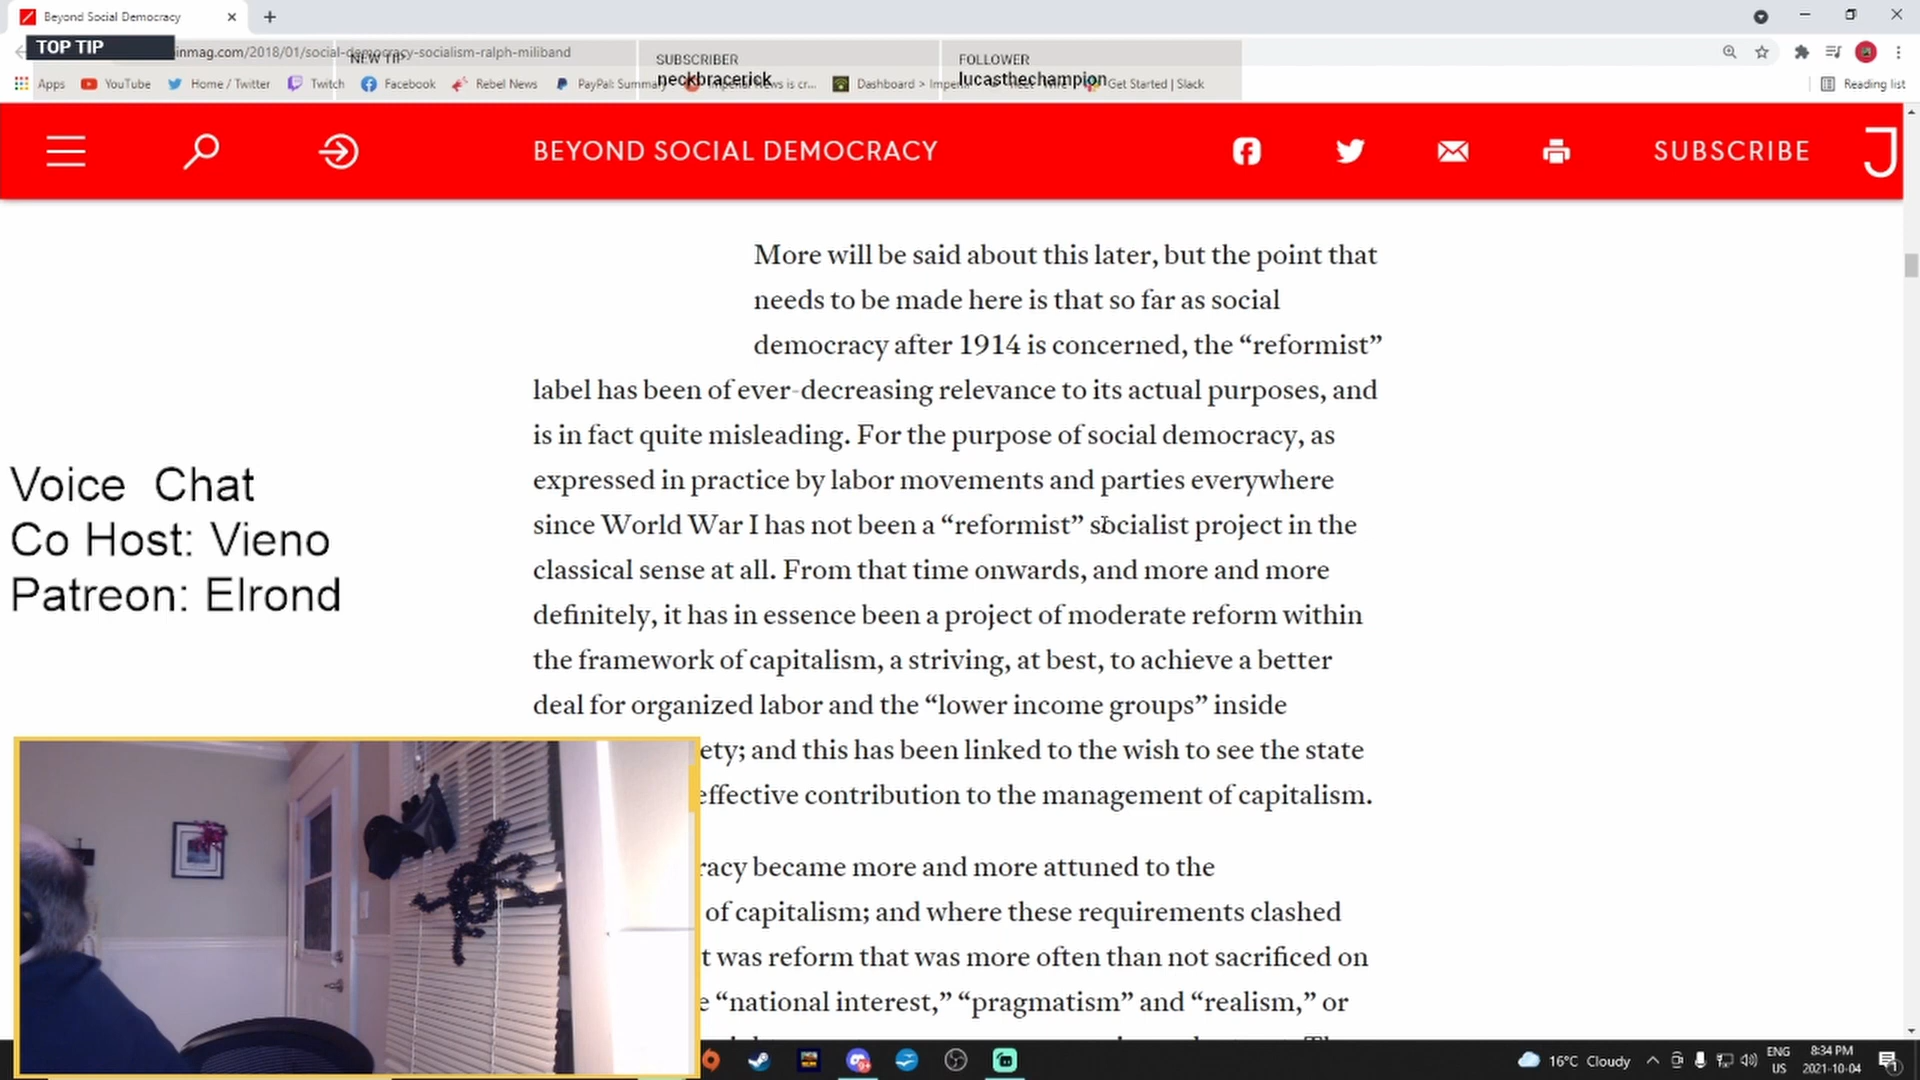 Beyond Social Democracy
TOP TIP
inmag.com/2018/01/social-democracy-socialism-ralph-miliband
NEW TIP
SUBSCRIBER
neckbracerick
FOLLOWER
lucasthechampion
Apps YouTube Home / Twitter Twitch Facebook Rebel News PayPal: Summary Dashboard > Imper... Get Started | Slack Reading list
BEYOND SOCIAL DEMOCRACY SUBSCRIBE J
More will be said about this later, but the point that
needs to be made here is that so far as social
democracy after 1914 is concerned, the “reformist”
label has been of ever-decreasing relevance to its actual purposes, and
is in fact quite misleading. For the purpose of social democracy, as
expressed in practice by labor movements and parties everywhere
since World War I has not been a “reformist” socialist project in the
classical sense at all. From that time onwards, and more and more
definitely, it has in essence been a project of moderate reform within
the framework of capitalism, a striving, at best, to achieve a better
deal for organized labor and the “lower income groups” inside
ety; and this has been linked to the wish to see the state
effective contribution to the management of capitalism.
racy became more and more attuned to the
of capitalism; and where these requirements clashed
t was reform that was more often than not sacrificed on
e “national interest,” “pragmatism” and “realism,” or
Voice Chat
Co Host: Vieno
Patreon: Elrond
16°C Cloudy
ENG
US
8:34 PM
2021-10-04